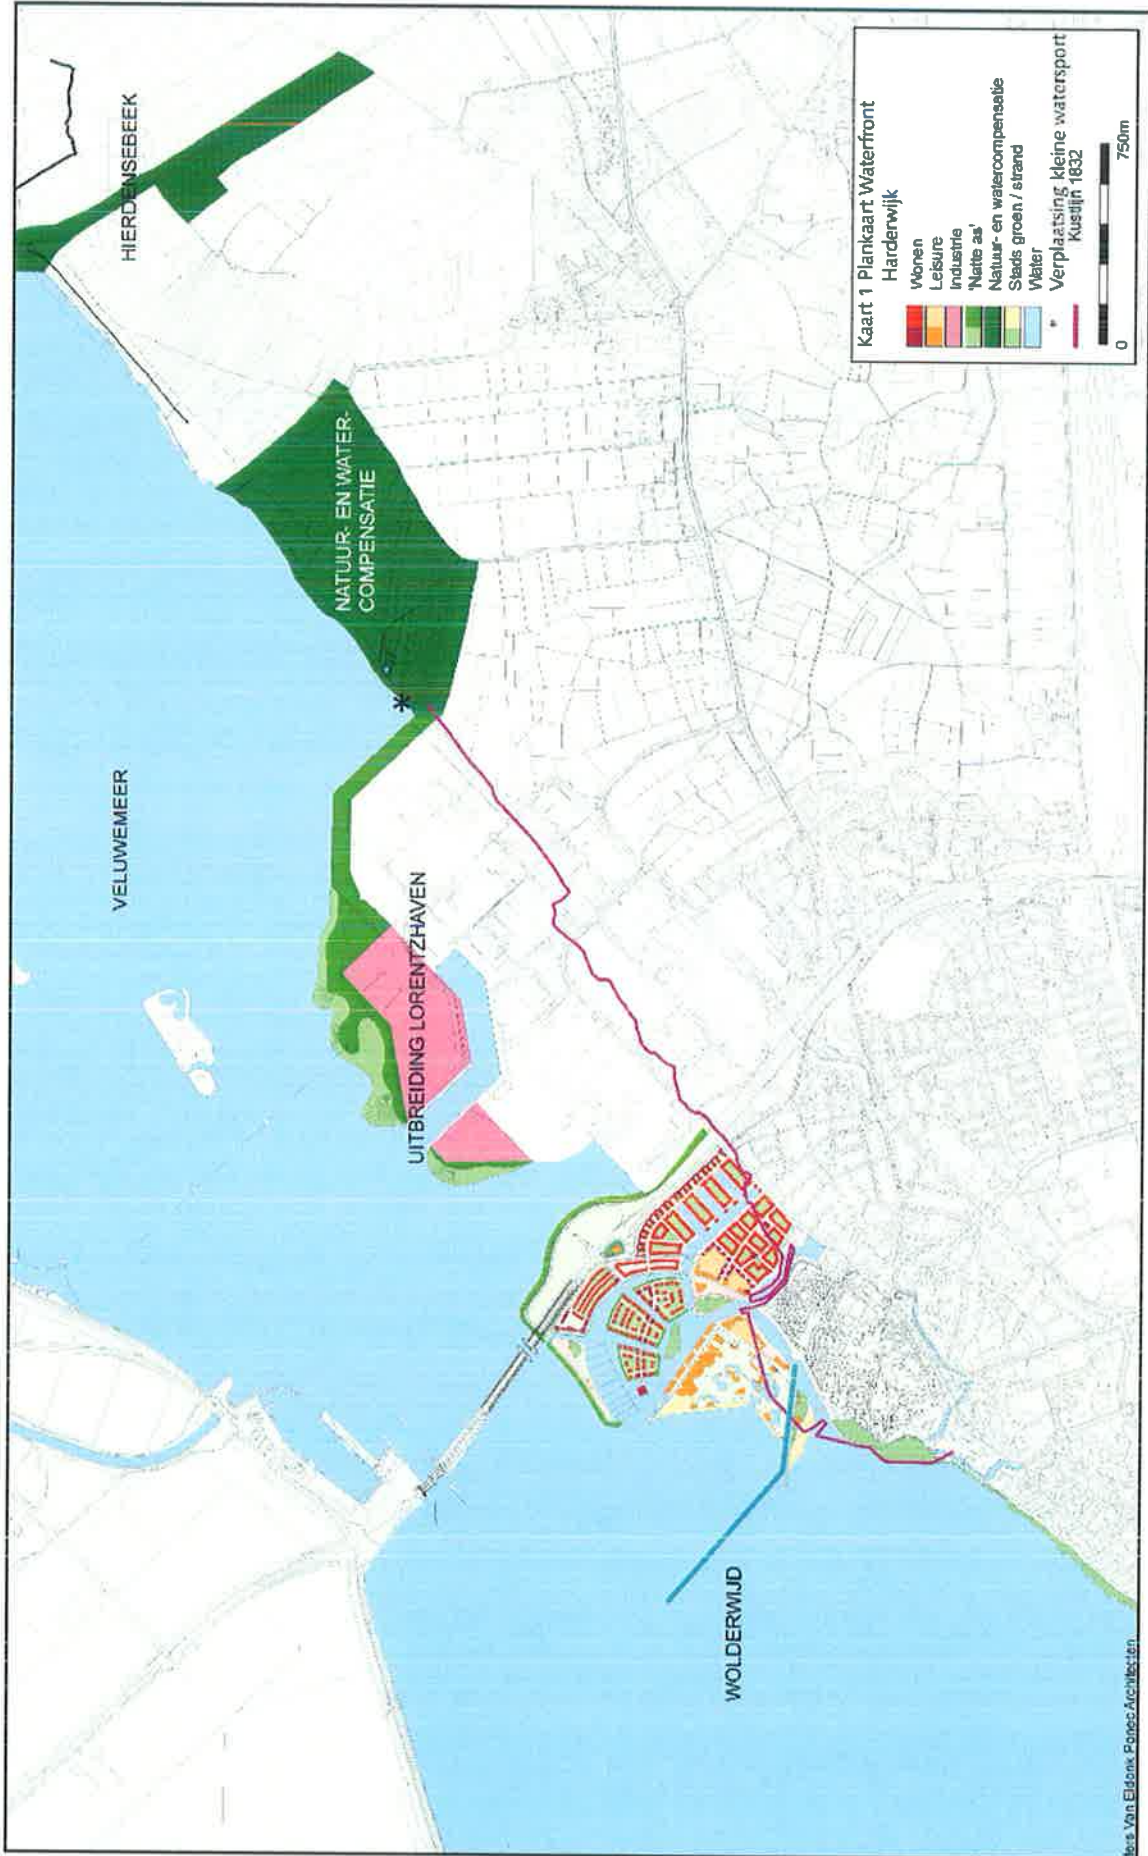 HIERDENSEBEEK
VELUWEMEER
NATUUR- EN WATER-
COMPENSATIE
*
UITBREIDING LORENTZHAVEN
WOLDERWIJD
Kaart 1 Plankaart Waterfront
Harderwijk
Wonen
Leisure
Industrie
'Natte as'
Natuur- en watercompensatie
Stads groen / strand
Water
* Verplaatsing kleine watersport
Kustlijn 1832
0 750m
Van Eldonk Ponec Architecten